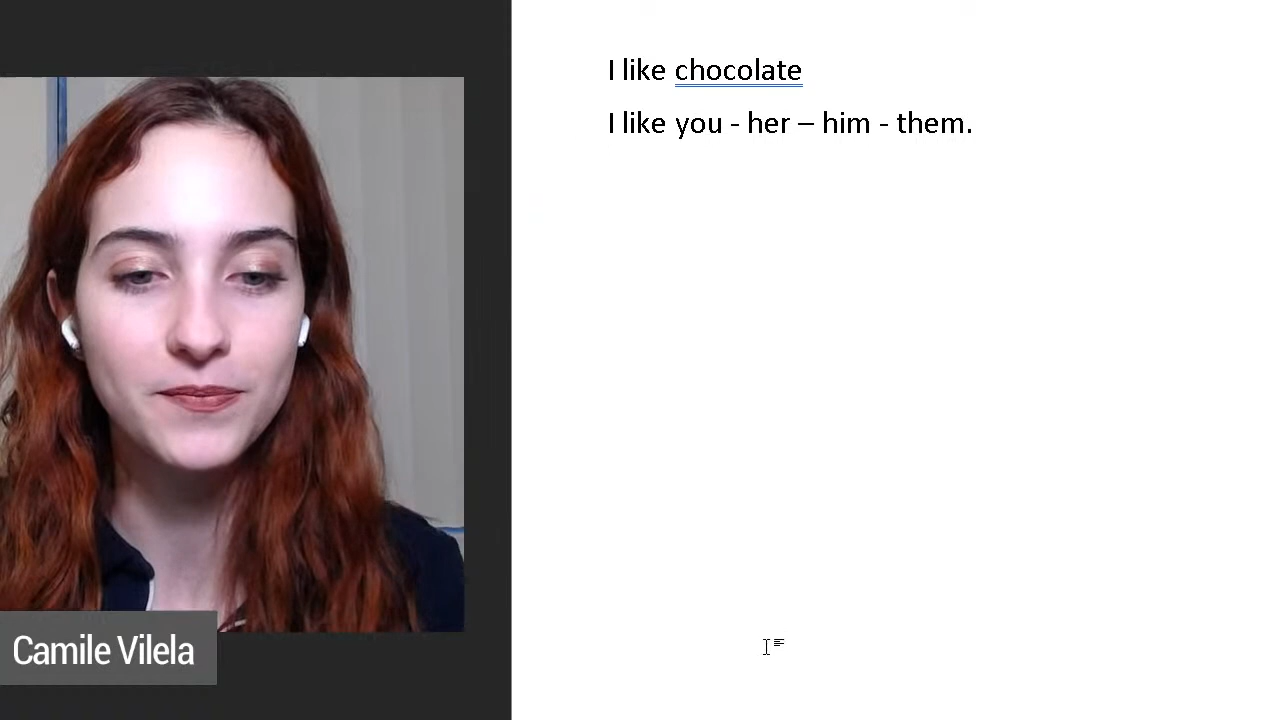 I like chocolate
I like you - her – him - them.
Camile Vilela